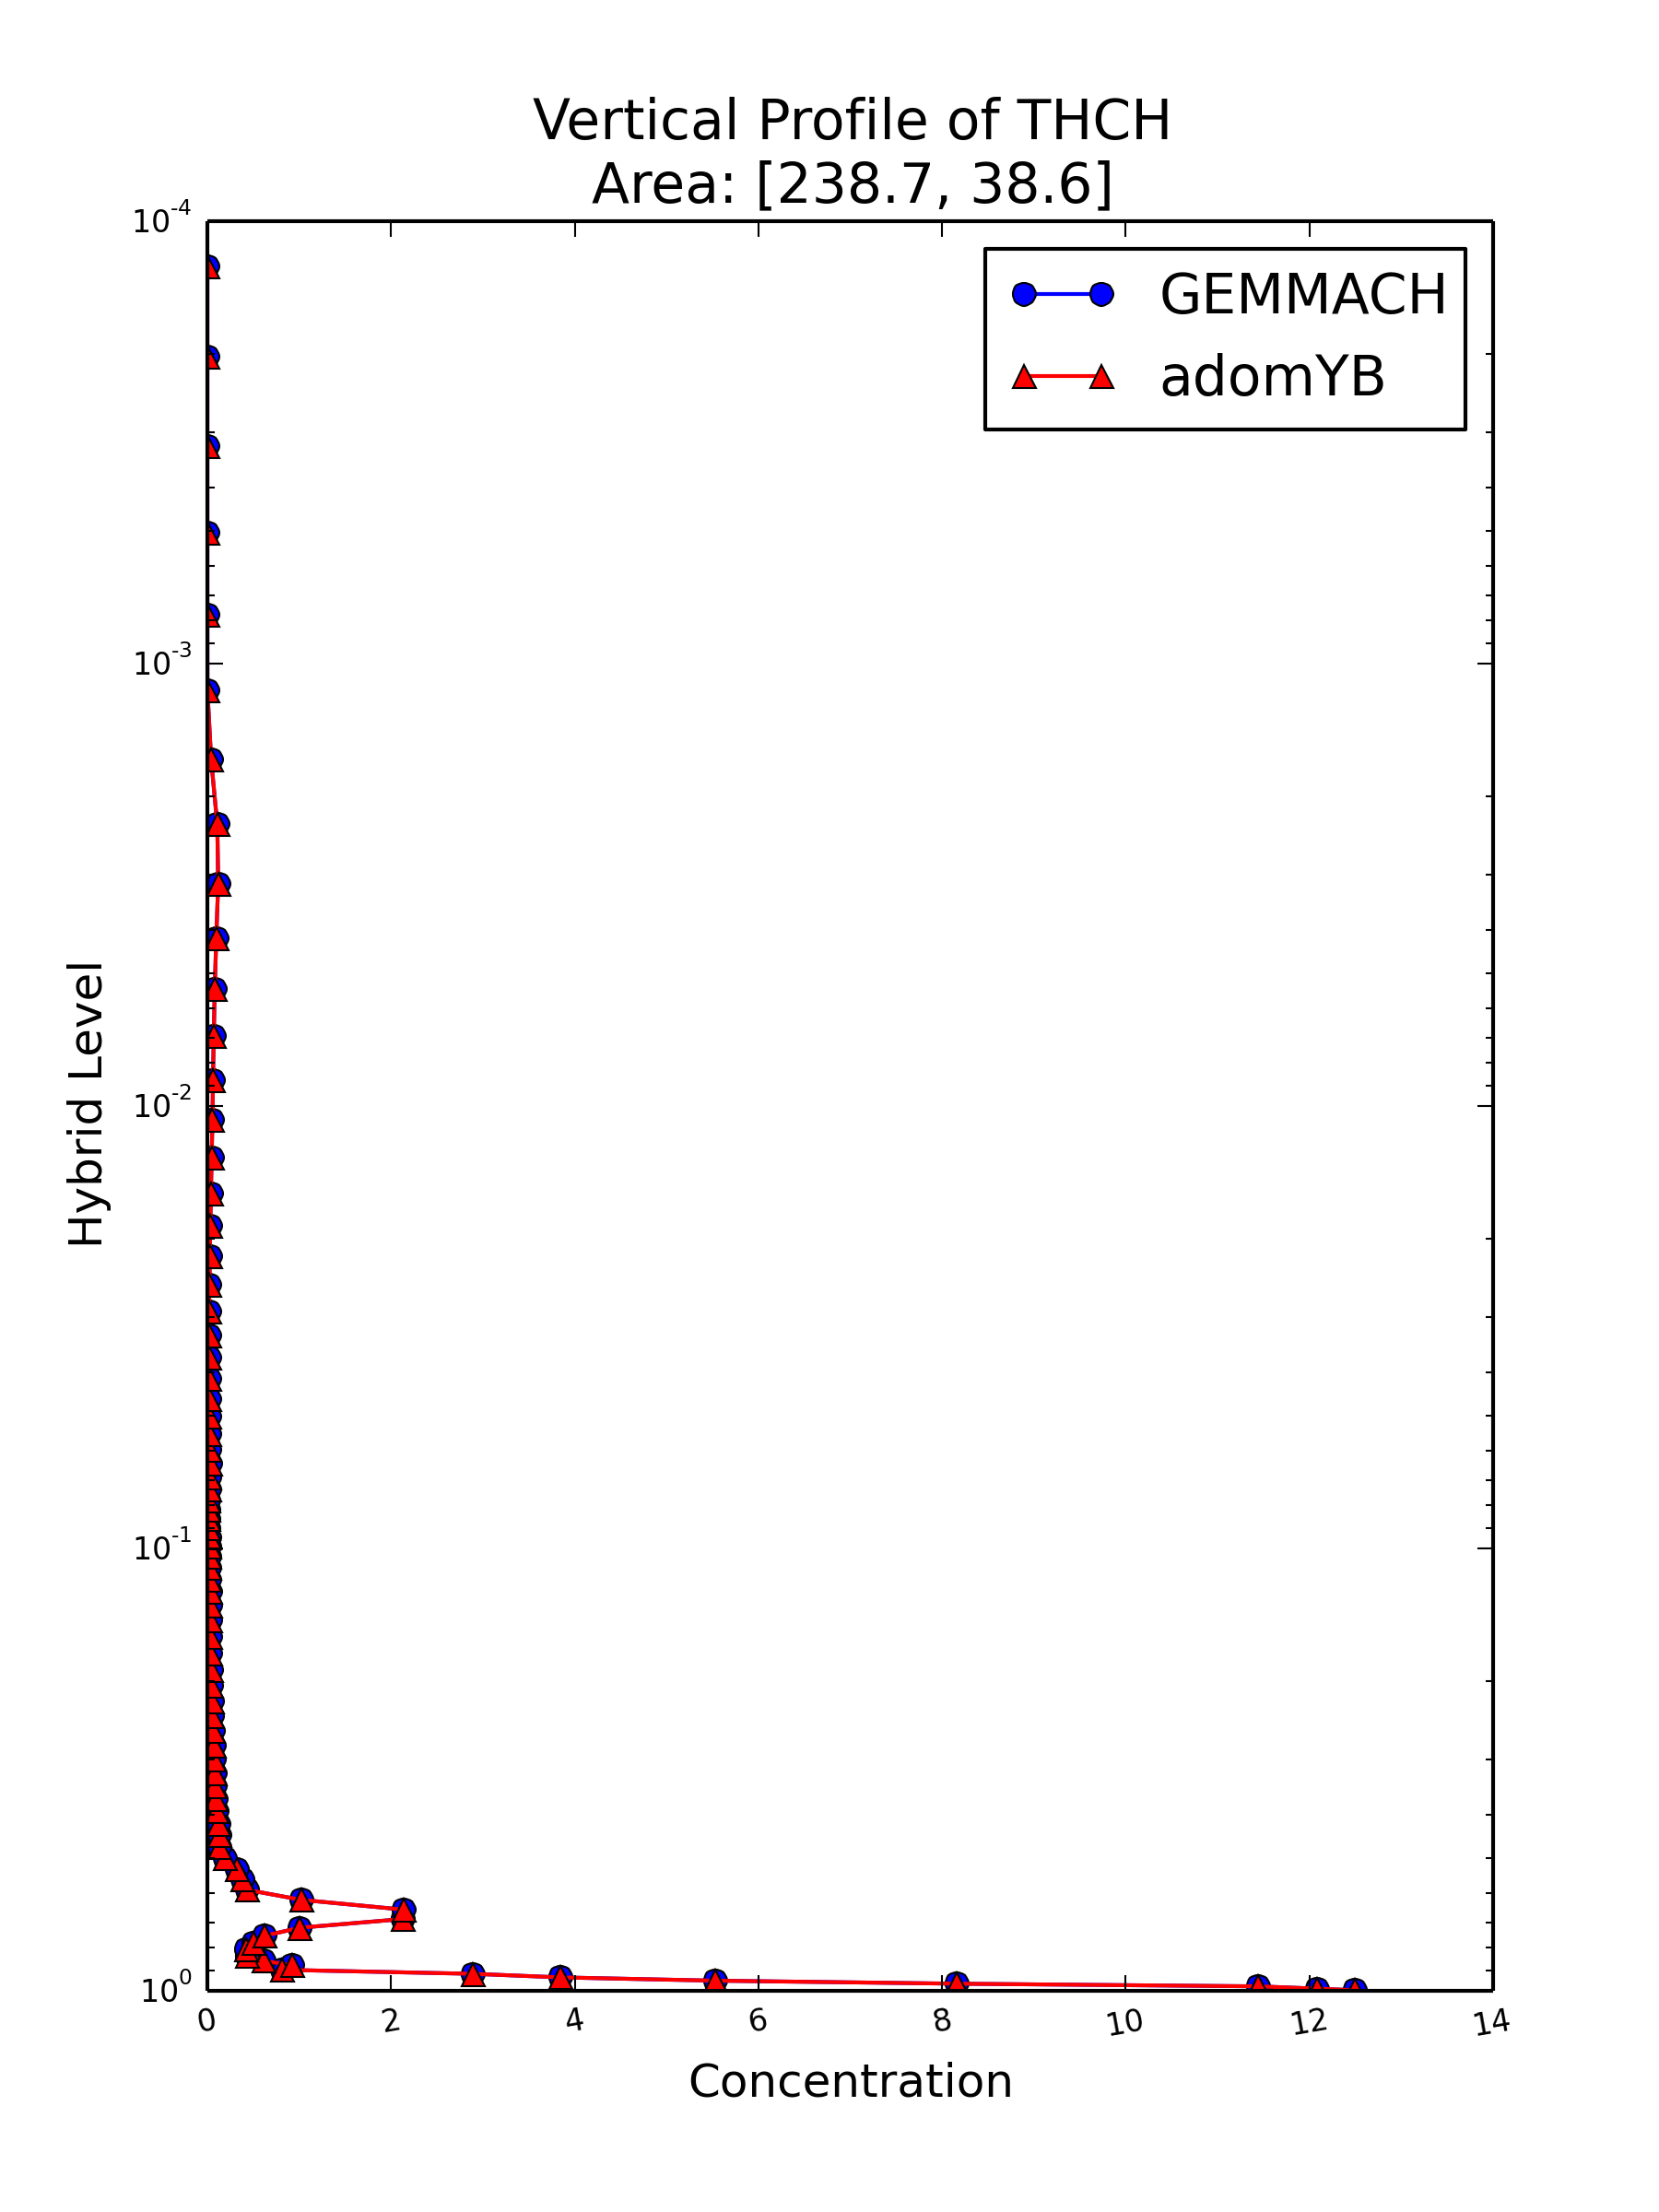 Vertical Profile of THCH
Area: [238.7, 38.6]
GEMMACH
adomYB
Hybrid Level
10-4
10-3
10-2
10-1
100
0 2 4 6 8 10 12 14
Concentration